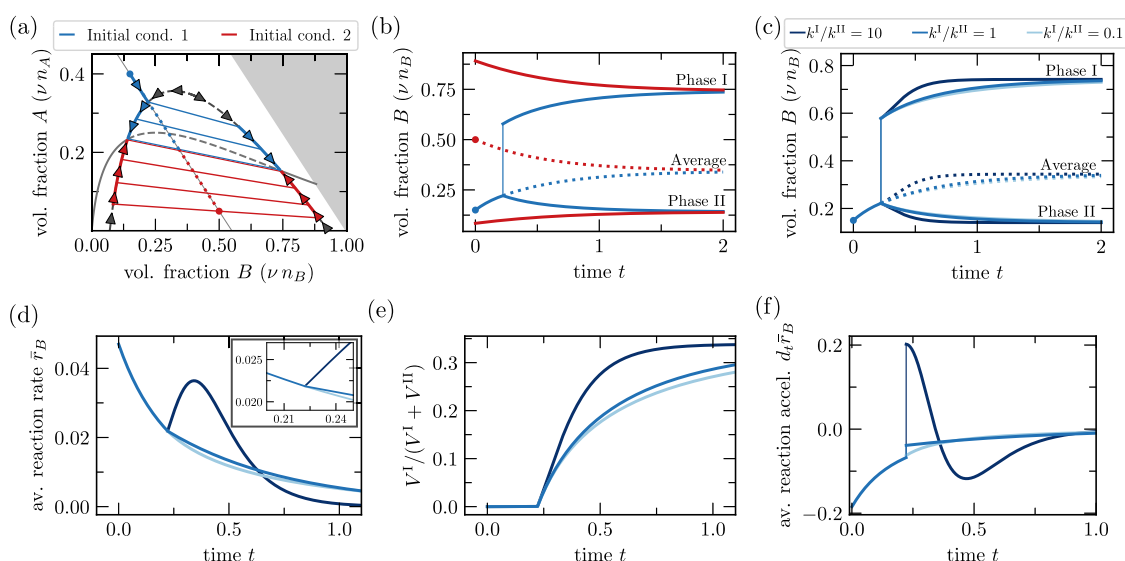 (a)
Initial cond. 1
Initial cond. 2
vol. fraction A (ν n_A)
0.4
0.2
0.0
0.00
0.25
0.50
0.75
1.00
vol. fraction B (ν n_B)
(b)
vol. fraction B (ν n_B)
0.75
0.50
0.25
Phase I
Average
Phase II
0
1
2
time t
(c)
k^I/k^II = 10
k^I/k^II = 1
k^I/k^II = 0.1
vol. fraction B (ν n_B)
0.8
0.6
0.4
0.2
Phase I
Average
Phase II
0
1
2
time t
(d)
av. reaction rate r̄_B
0.04
0.02
0.00
0.025
0.020
0.21
0.24
0.0
0.5
1.0
time t
(e)
V^I/(V^I + V^II)
0.3
0.2
0.1
0.0
0.0
0.5
1.0
time t
(f)
av. reaction accel. d_t r̄_B
0.2
0.0
−0.2
0.0
0.5
1.0
time t